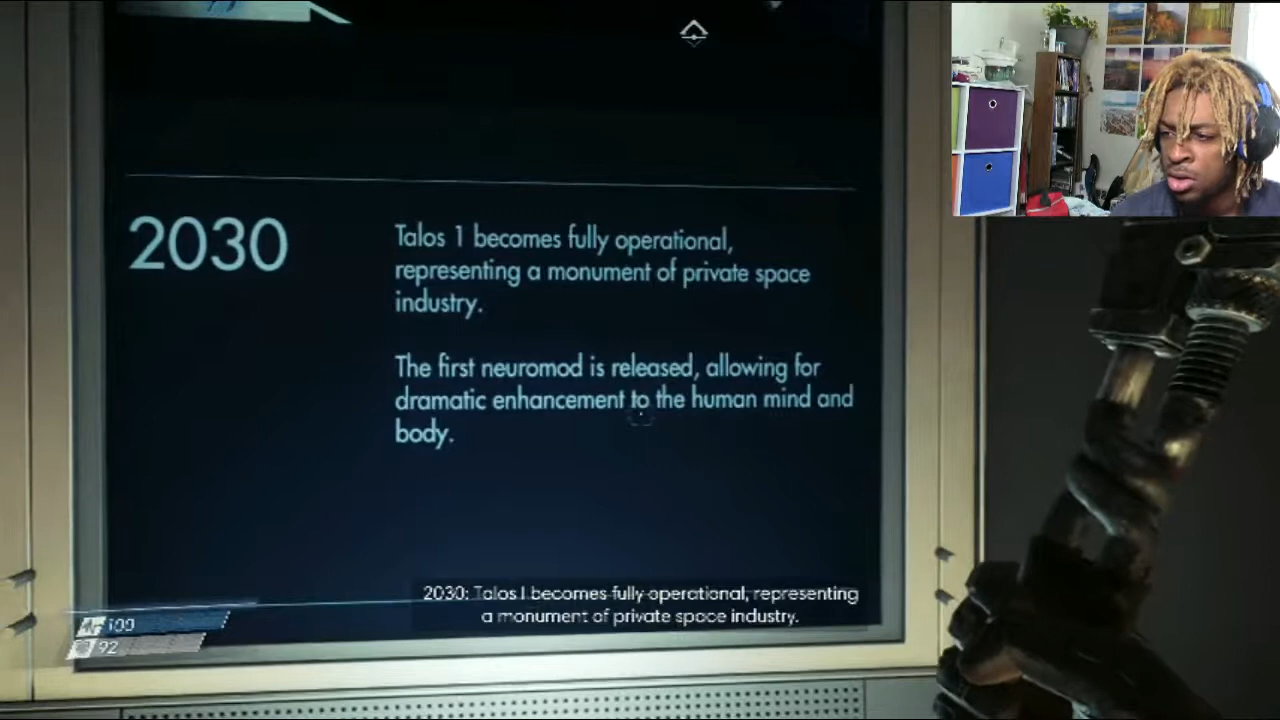 2030
Talos 1 becomes fully operational,
representing a monument of private space
industry.
The first neuromod is released, allowing for
dramatic enhancement to the human mind and
body.
2030: Talos I becomes fully operational, representing
a monument of private space industry.
100
92